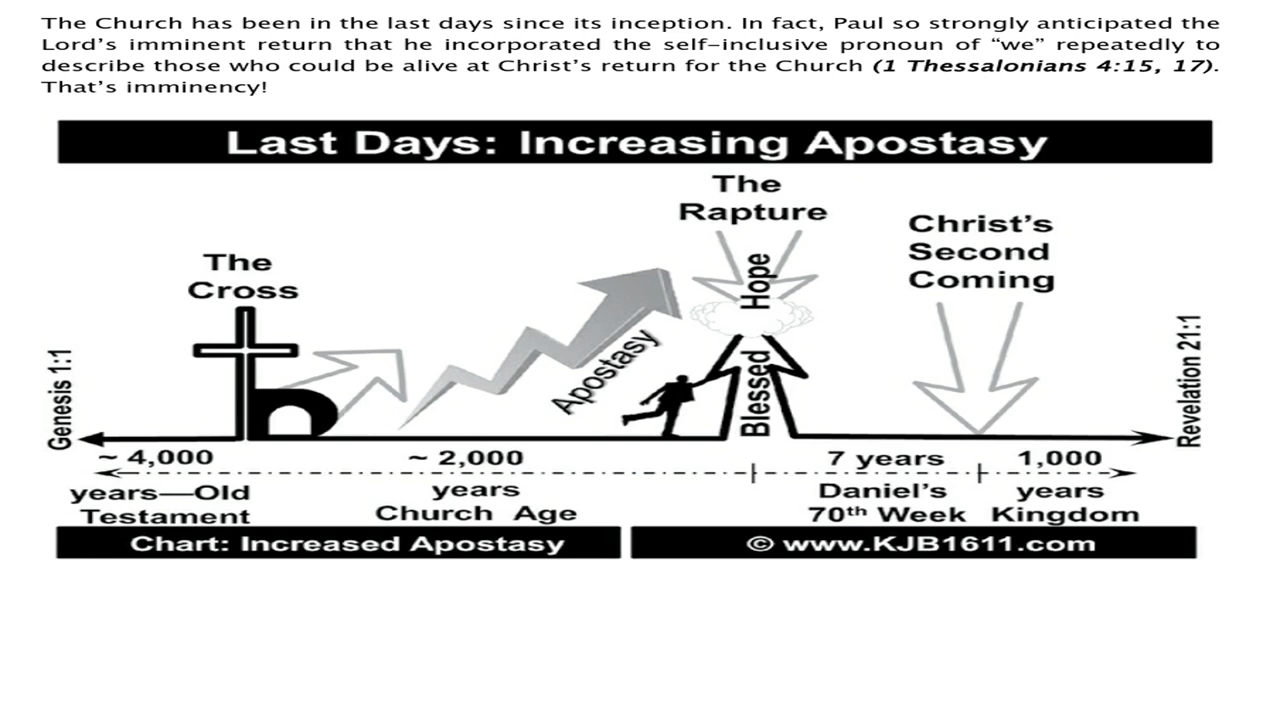 The Church has been in the last days since its inception. In fact, Paul so strongly anticipated the
Lord’s imminent return that he incorporated the self–inclusive pronoun of “we” repeatedly to
describe those who could be alive at Christ’s return for the Church (1 Thessalonians 4:15, 17).
That’s imminency!
Last Days: Increasing Apostasy
The
Rapture
Christ’s
Second
Coming
The
Cross
Hope
Blessed
Apostasy
Genesis 1:1
Revelation 21:1
~ 4,000
years—Old
Testament
~ 2,000
years
Church Age
7 years
Daniel’s
70th Week
1,000
years
Kingdom
Chart: Increased Apostasy
© www.KJB1611.com